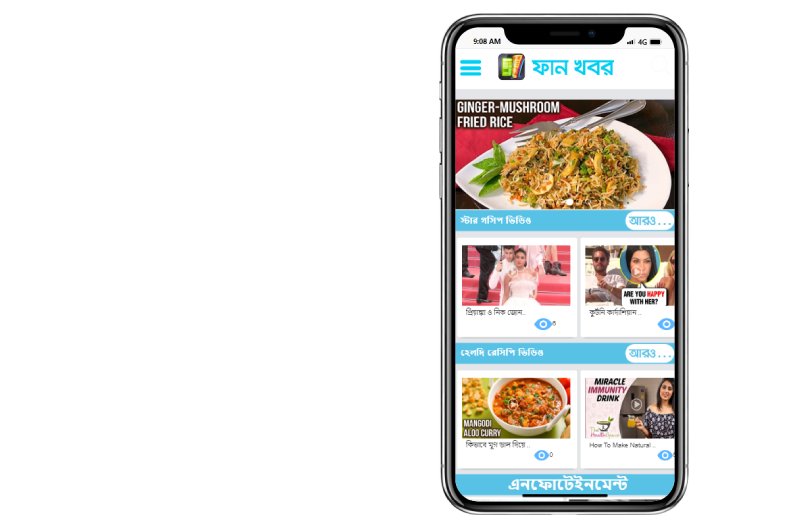 9:08 AM
4G
ফান খবর
GINGER-MUSHROOM
FRIED RICE
স্টার গসিপ ভিডিও
আরও...
ARE YOU HAPPY
WITH HER?
প্রিয়াঙ্কা ও নিক জোন..
কুর্টনি কার্দাশিয়ান ..
হেলদি রেসিপি ভিডিও
আরও...
MANGODI
ALOO CURRY
MIRACLE
IMMUNITY
DRINK
কিভাবে মুগ ডাল দিয়ে ..
0
How To Make Natural ..
এনফোটেইনমেন্ট